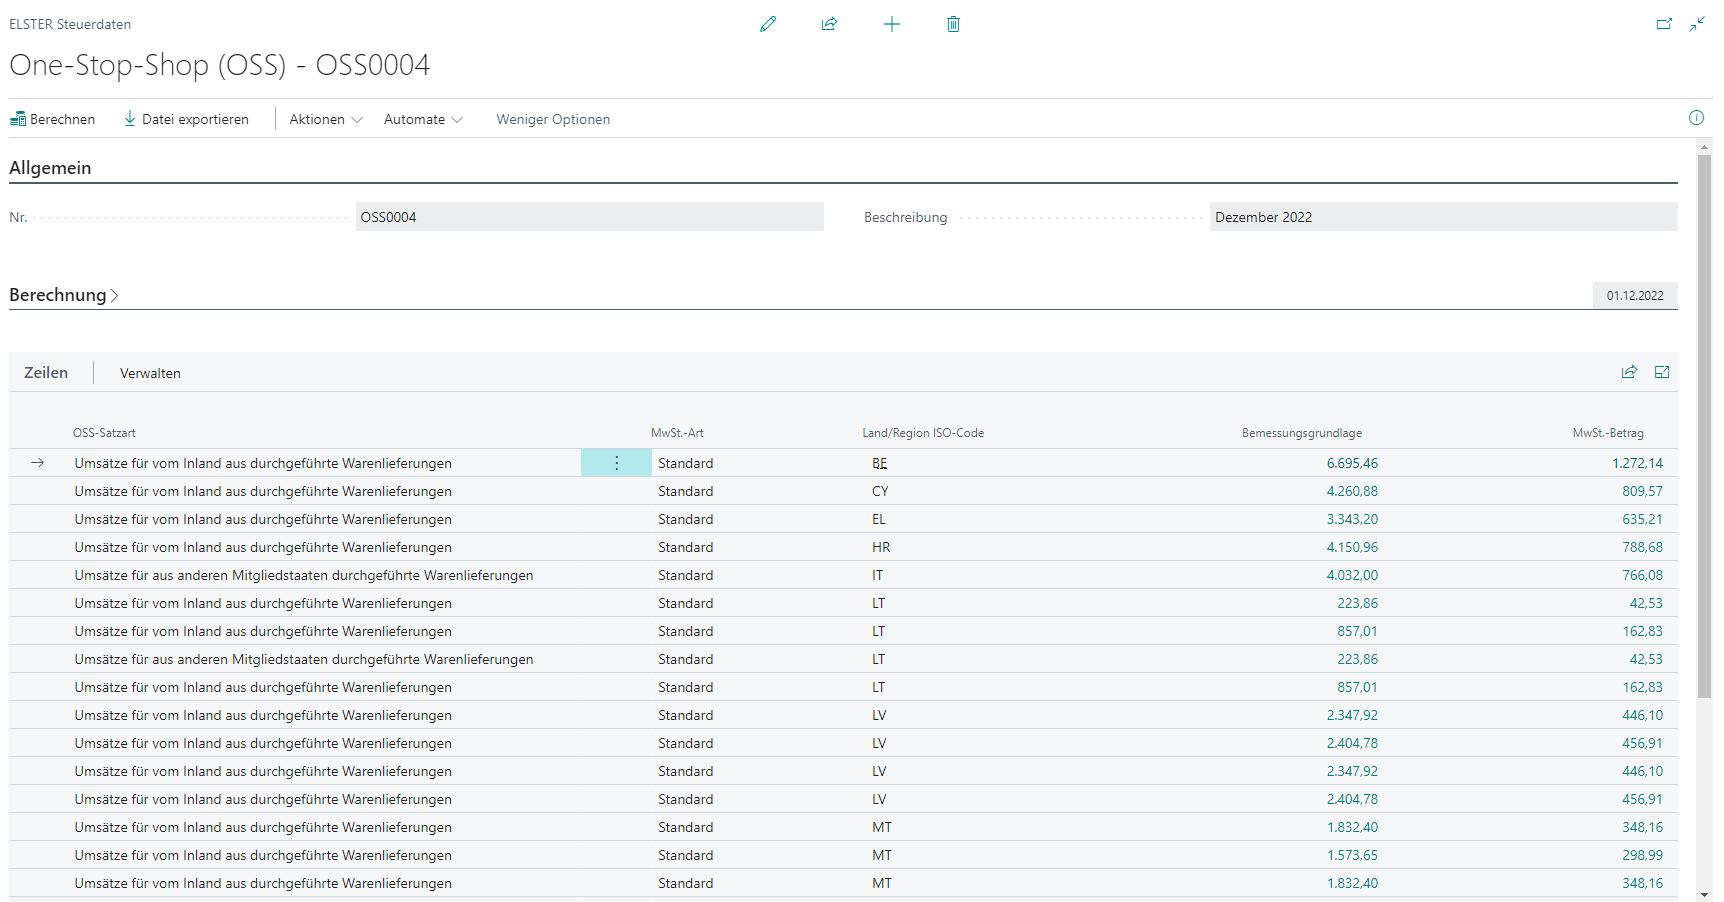 ELSTER Steuerdaten
One-Stop-Shop (OSS) - OSS0004
Berechnen Datei exportieren Aktionen Automate Weniger Optionen
Allgemein
Nr. OSS0004 Beschreibung Dezember 2022
Berechnung 01.12.2022
Zeilen Verwalten
OSS-Satzart MwSt.-Art Land/Region ISO-Code Bemessungsgrundlage MwSt.-Betrag
Umsätze für vom Inland aus durchgeführte Warenlieferungen Standard BE 6.695,46 1.272,14
Umsätze für vom Inland aus durchgeführte Warenlieferungen Standard CY 4.260,88 809,57
Umsätze für vom Inland aus durchgeführte Warenlieferungen Standard EL 3.343,20 635,21
Umsätze für vom Inland aus durchgeführte Warenlieferungen Standard HR 4.150,96 788,68
Umsätze für aus anderen Mitgliedstaaten durchgeführte Warenlieferungen Standard IT 4.032,00 766,08
Umsätze für vom Inland aus durchgeführte Warenlieferungen Standard LT 223,86 42,53
Umsätze für vom Inland aus durchgeführte Warenlieferungen Standard LT 857,01 162,83
Umsätze für aus anderen Mitgliedstaaten durchgeführte Warenlieferungen Standard LT 223,86 42,53
Umsätze für vom Inland aus durchgeführte Warenlieferungen Standard LT 857,01 162,83
Umsätze für vom Inland aus durchgeführte Warenlieferungen Standard LV 2.347,92 446,10
Umsätze für vom Inland aus durchgeführte Warenlieferungen Standard LV 2.404,78 456,91
Umsätze für vom Inland aus durchgeführte Warenlieferungen Standard LV 2.347,92 446,10
Umsätze für vom Inland aus durchgeführte Warenlieferungen Standard LV 2.404,78 456,91
Umsätze für vom Inland aus durchgeführte Warenlieferungen Standard MT 1.832,40 348,16
Umsätze für vom Inland aus durchgeführte Warenlieferungen Standard MT 1.573,65 298,99
Umsätze für vom Inland aus durchgeführte Warenlieferungen Standard MT 1.832,40 348,16